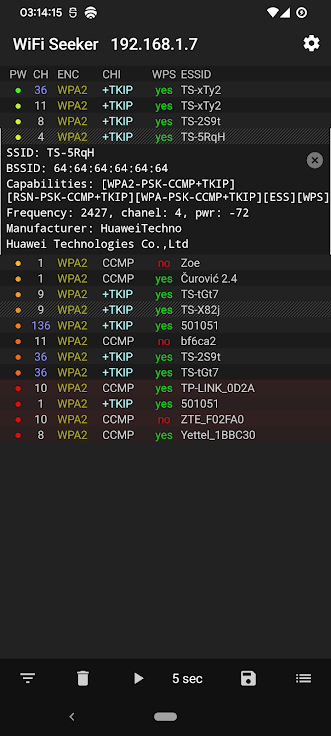 03:14:15
WiFi Seeker 192.168.1.7
PW CH ENC CHI WPS ESSID
36 WPA2 +TKIP yes TS-xTy2
11 WPA2 +TKIP yes TS-xTy2
8 WPA2 +TKIP yes TS-2S9t
4 WPA2 +TKIP yes TS-5RqH
SSID: TS-5RqH
BSSID: 64:64:64:64:64:64
Capabilities: [WPA2-PSK-CCMP+TKIP]
[RSN-PSK-CCMP+TKIP][WPA-PSK-CCMP+TKIP][ESS][WPS]
Frequency: 2427, chanel: 4, pwr: -72
Manufacturer: HuaweiTechno
Huawei Technologies Co.,Ltd
1 WPA2 CCMP no Zoe
1 WPA2 CCMP yes Čurović 2.4
9 WPA2 +TKIP yes TS-tGt7
9 WPA2 +TKIP yes TS-X82j
136 WPA2 +TKIP yes 501051
11 WPA2 CCMP no bf6ca2
36 WPA2 +TKIP yes TS-2S9t
36 WPA2 +TKIP yes TS-tGt7
10 WPA2 CCMP yes TP-LINK_0D2A
1 WPA2 +TKIP yes 501051
10 WPA2 CCMP no ZTE_F02FA0
8 WPA2 CCMP yes Yettel_1BBC30
5 sec